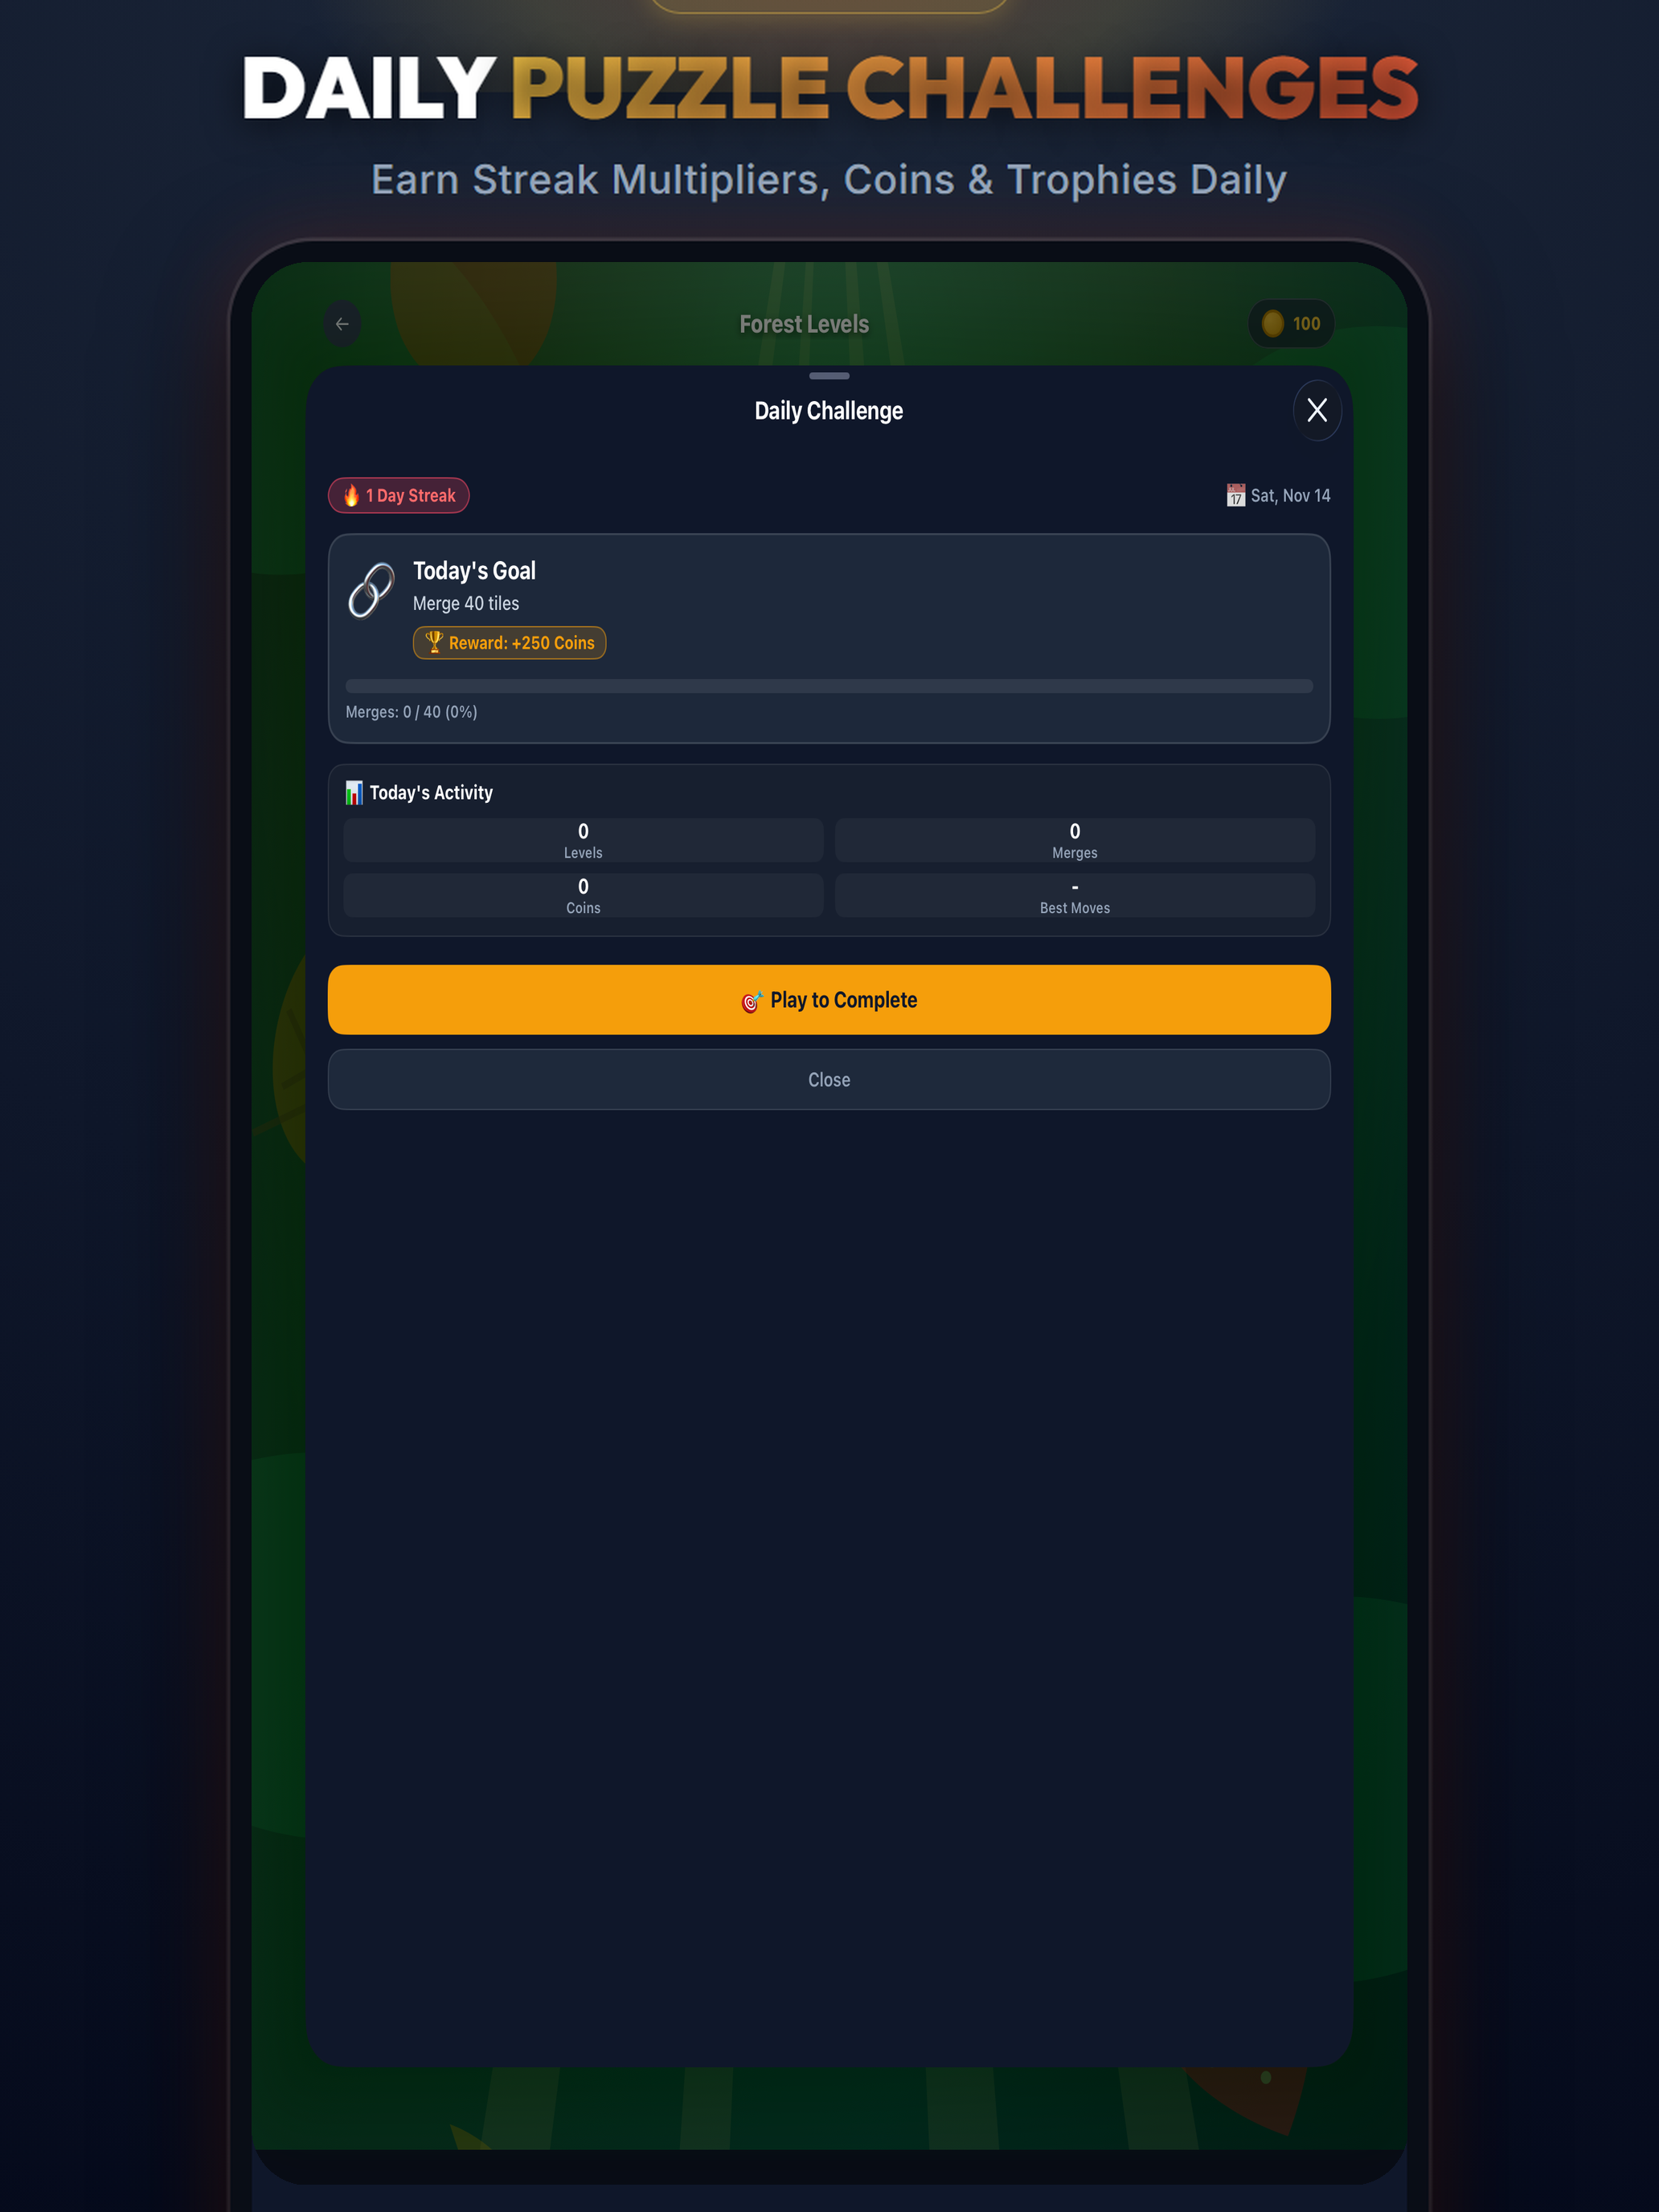 DAILY PUZZLE CHALLENGES
Earn Streak Multipliers, Coins & Trophies Daily
Forest Levels
100
Daily Challenge
X
🔥 1 Day Streak
📅 Sat, Nov 14
Today's Goal
Merge 40 tiles
🏆 Reward: +250 Coins
Merges: 0 / 40 (0%)
📊 Today's Activity
0
Levels
0
Merges
0
Coins
-
Best Moves
🎯 Play to Complete
Close